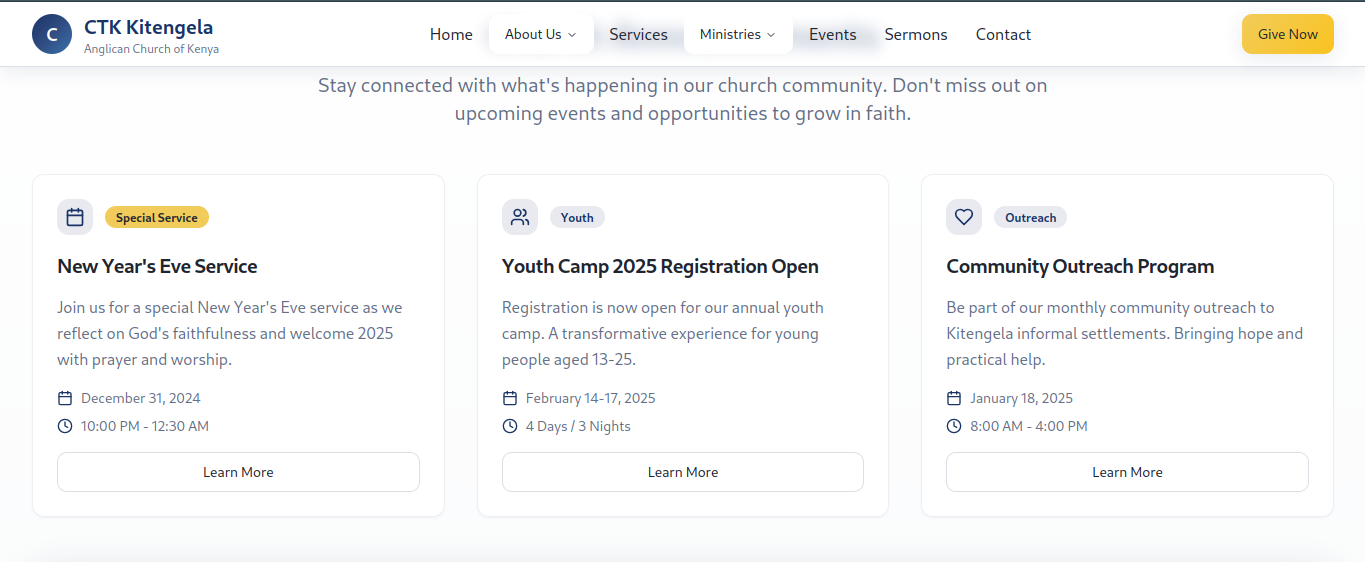 C
CTK Kitengela
Anglican Church of Kenya
Home
About Us
Services
Ministries
Events
Sermons
Contact
Give Now
Stay connected with what's happening in our church community. Don't miss out on
upcoming events and opportunities to grow in faith.
Special Service
New Year's Eve Service
Join us for a special New Year's Eve service as we
reflect on God's faithfulness and welcome 2025
with prayer and worship.
December 31, 2024
10:00 PM - 12:30 AM
Learn More
Youth
Youth Camp 2025 Registration Open
Registration is now open for our annual youth
camp. A transformative experience for young
people aged 13-25.
February 14-17, 2025
4 Days / 3 Nights
Learn More
Outreach
Community Outreach Program
Be part of our monthly community outreach to
Kitengela informal settlements. Bringing hope and
practical help.
January 18, 2025
8:00 AM - 4:00 PM
Learn More